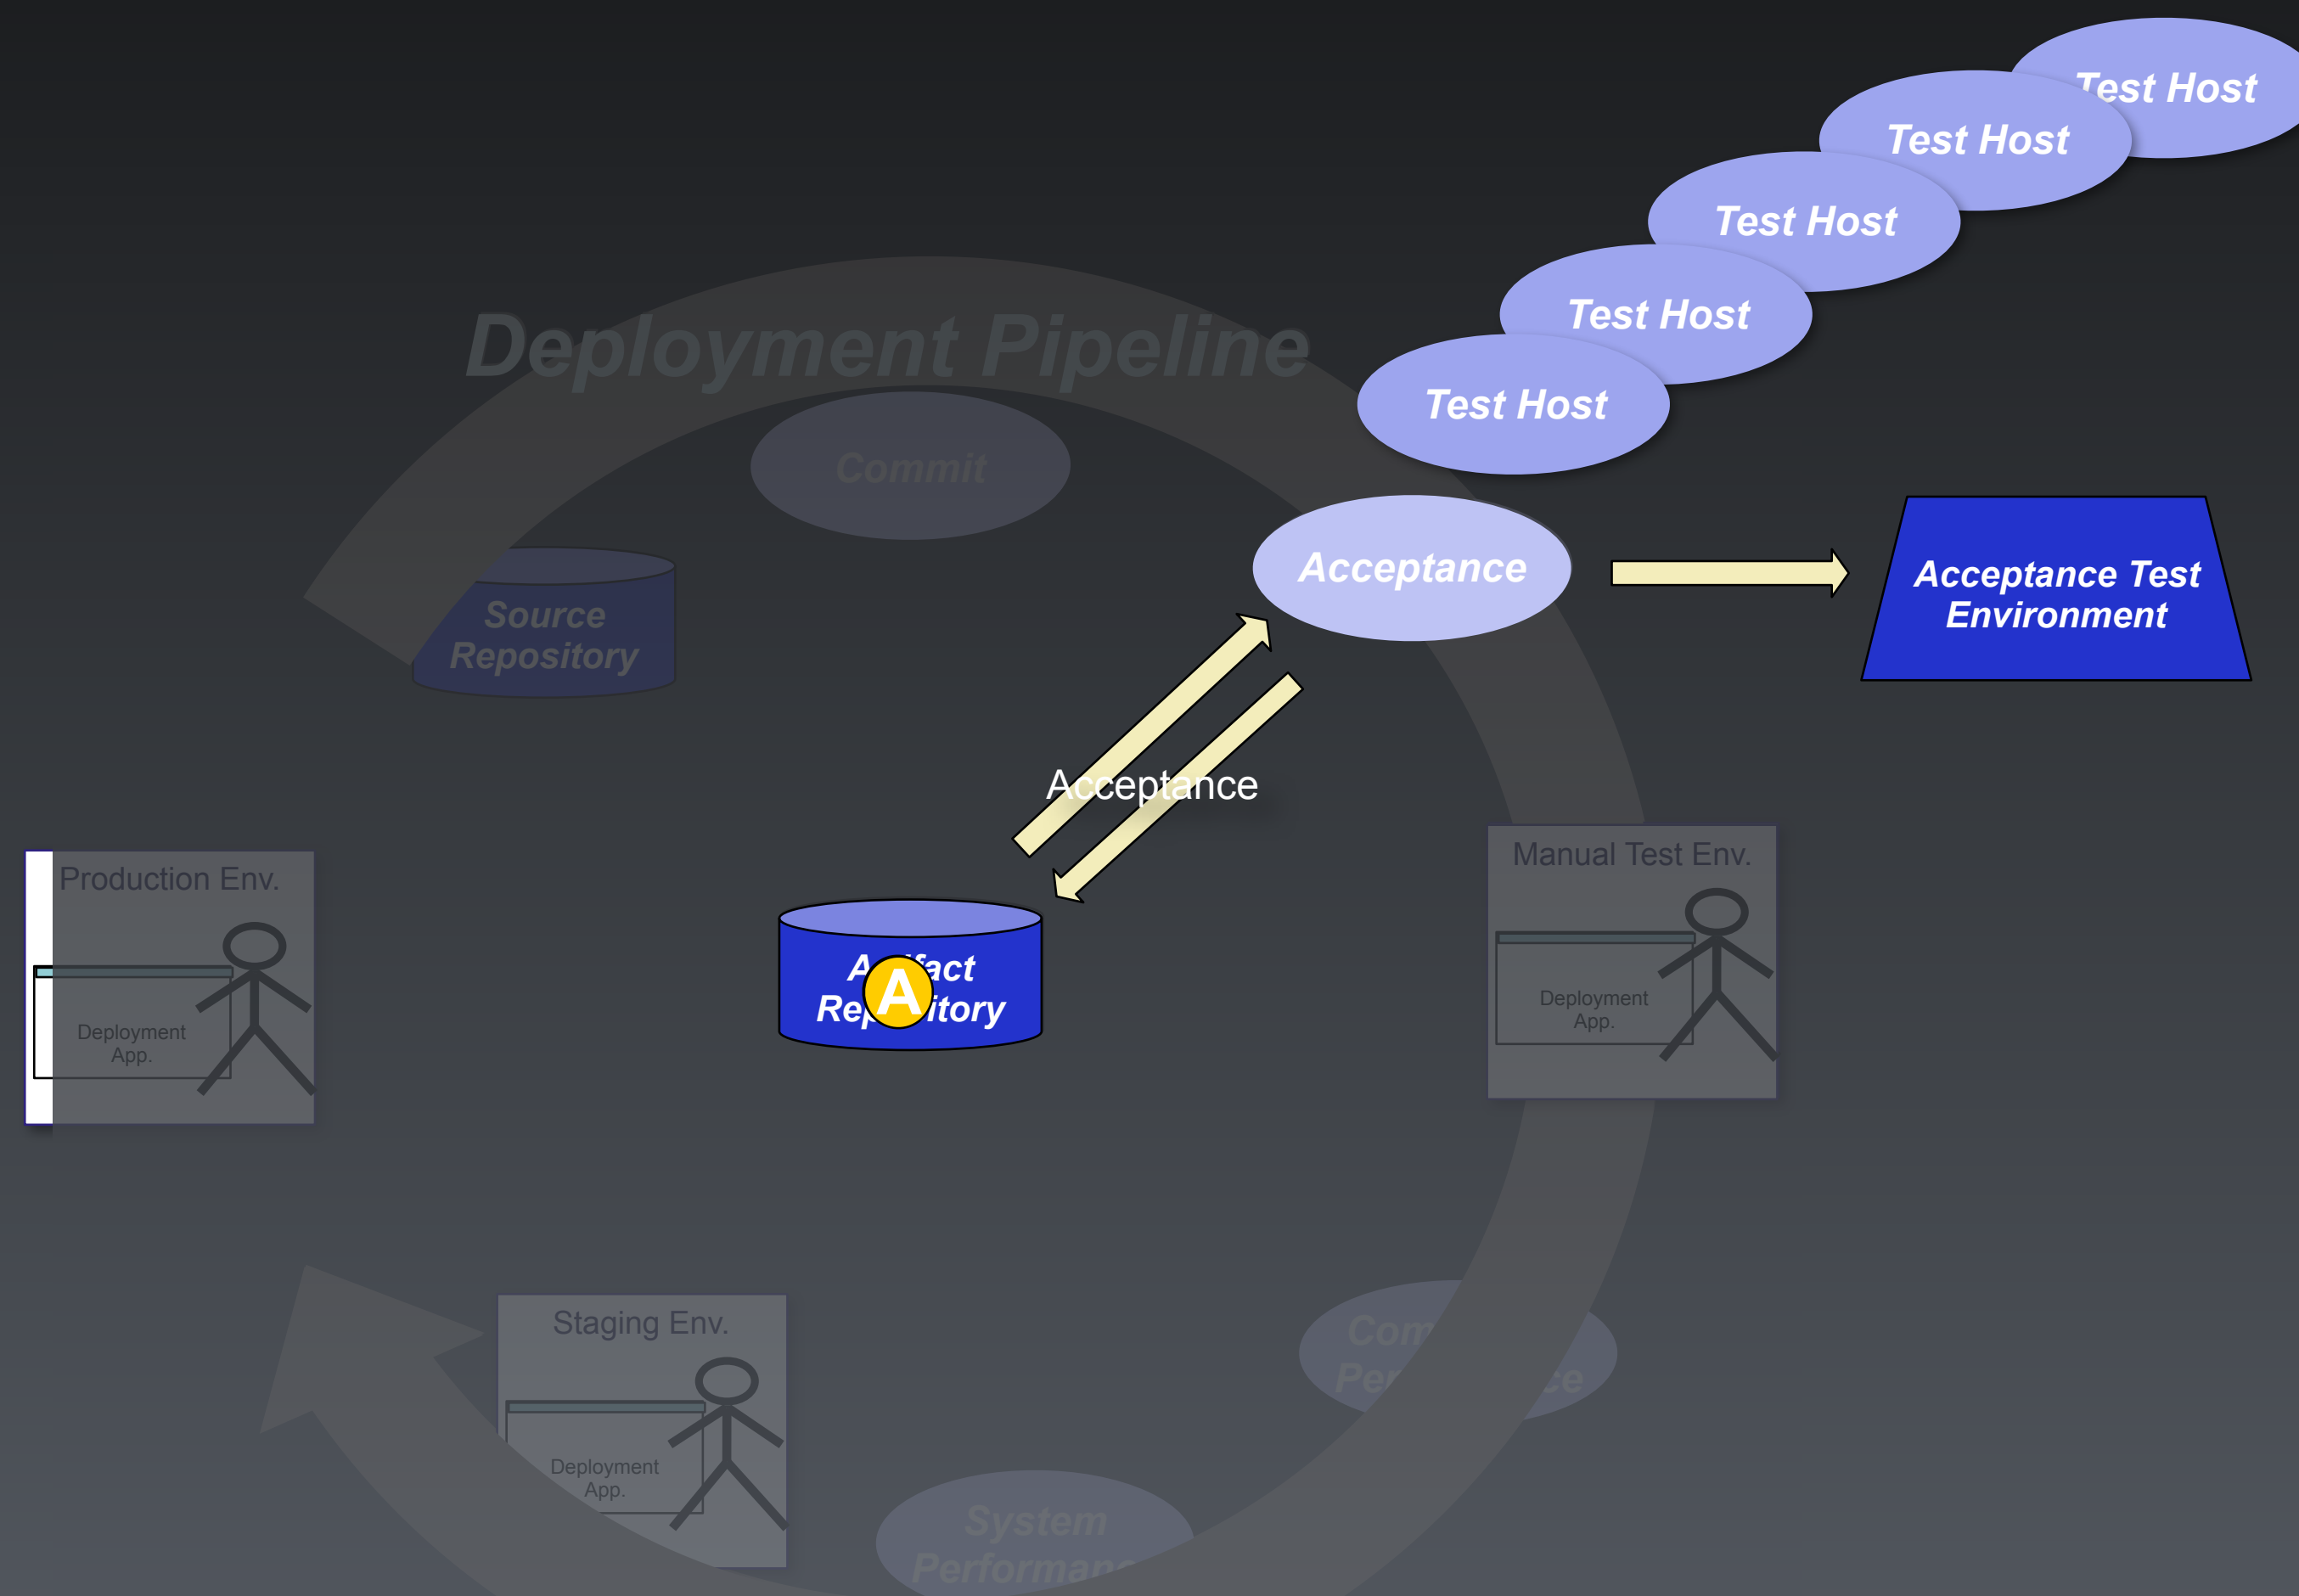 Test Host
Test Host
Test Host
Test Host
Test Host
Deployment Pipeline
Commit
Acceptance
Acceptance Test
Environment
Source
Repository
Acceptance
Production Env.
Deployment
App.
Manual Test Env.
Deployment
App.
A
Repository
Staging Env.
Deployment
App.
System